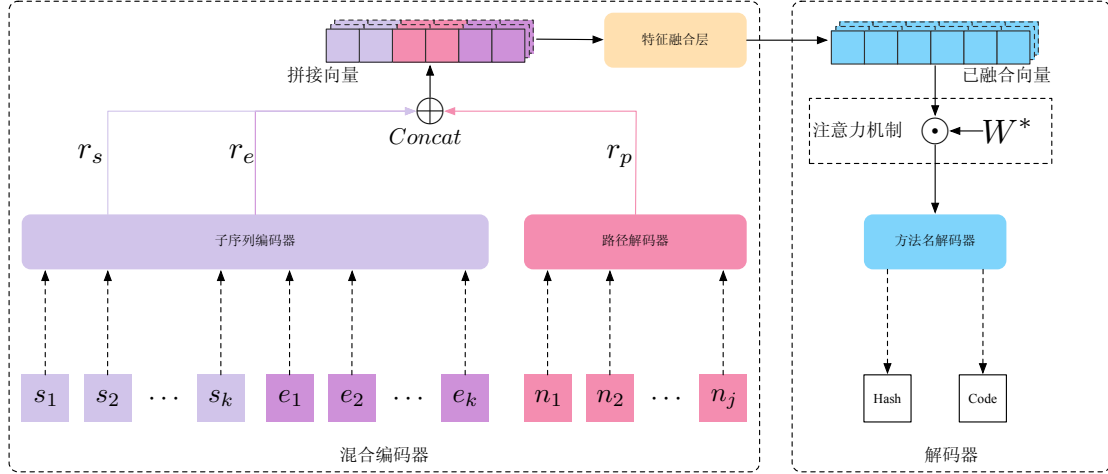 特征融合层
拼接向量
已融合向量
Concat
注意力机制
W*
r_s
r_e
r_p
子序列编码器
路径解码器
方法名解码器
s_1 s_2 ... s_k e_1 e_2 ... e_k n_1 n_2 ... n_j
Hash
Code
混合编码器
解码器